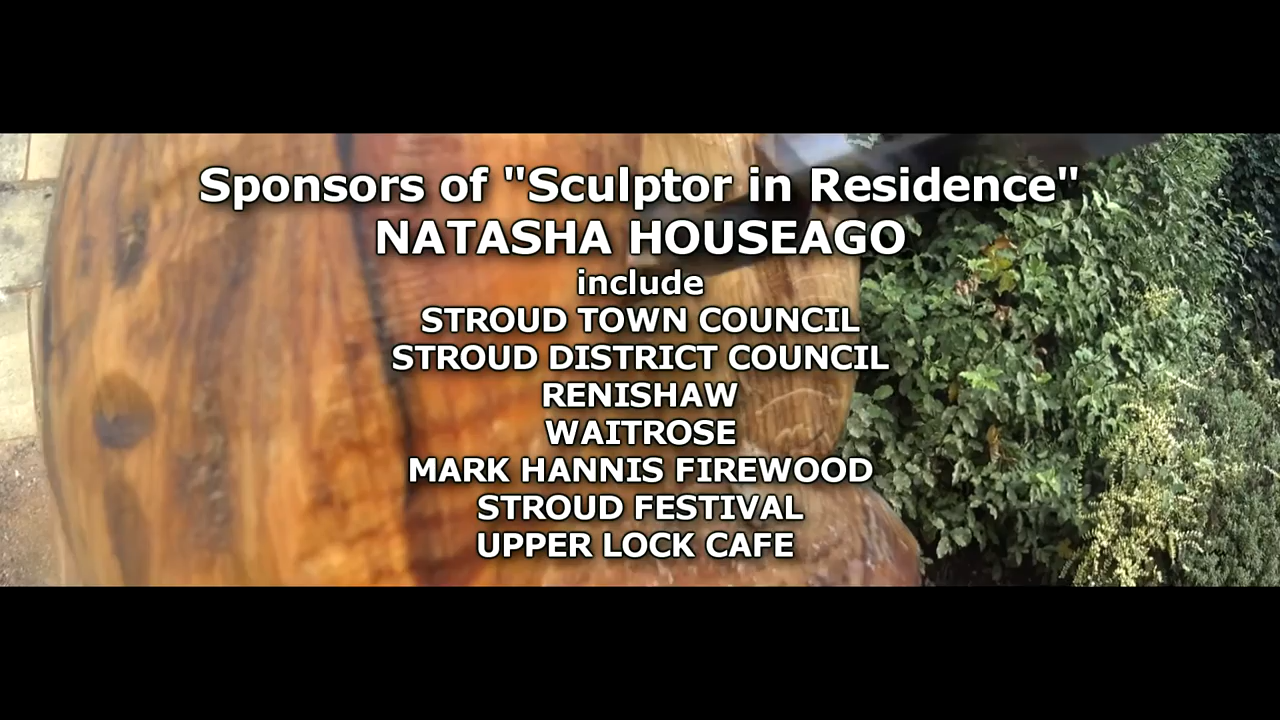 Sponsors of "Sculptor in Residence"
NATASHA HOUSEAGO
include
STROUD TOWN COUNCIL
STROUD DISTRICT COUNCIL
RENISHAW
WAITROSE
MARK HANNIS FIREWOOD
STROUD FESTIVAL
UPPER LOCK CAFE